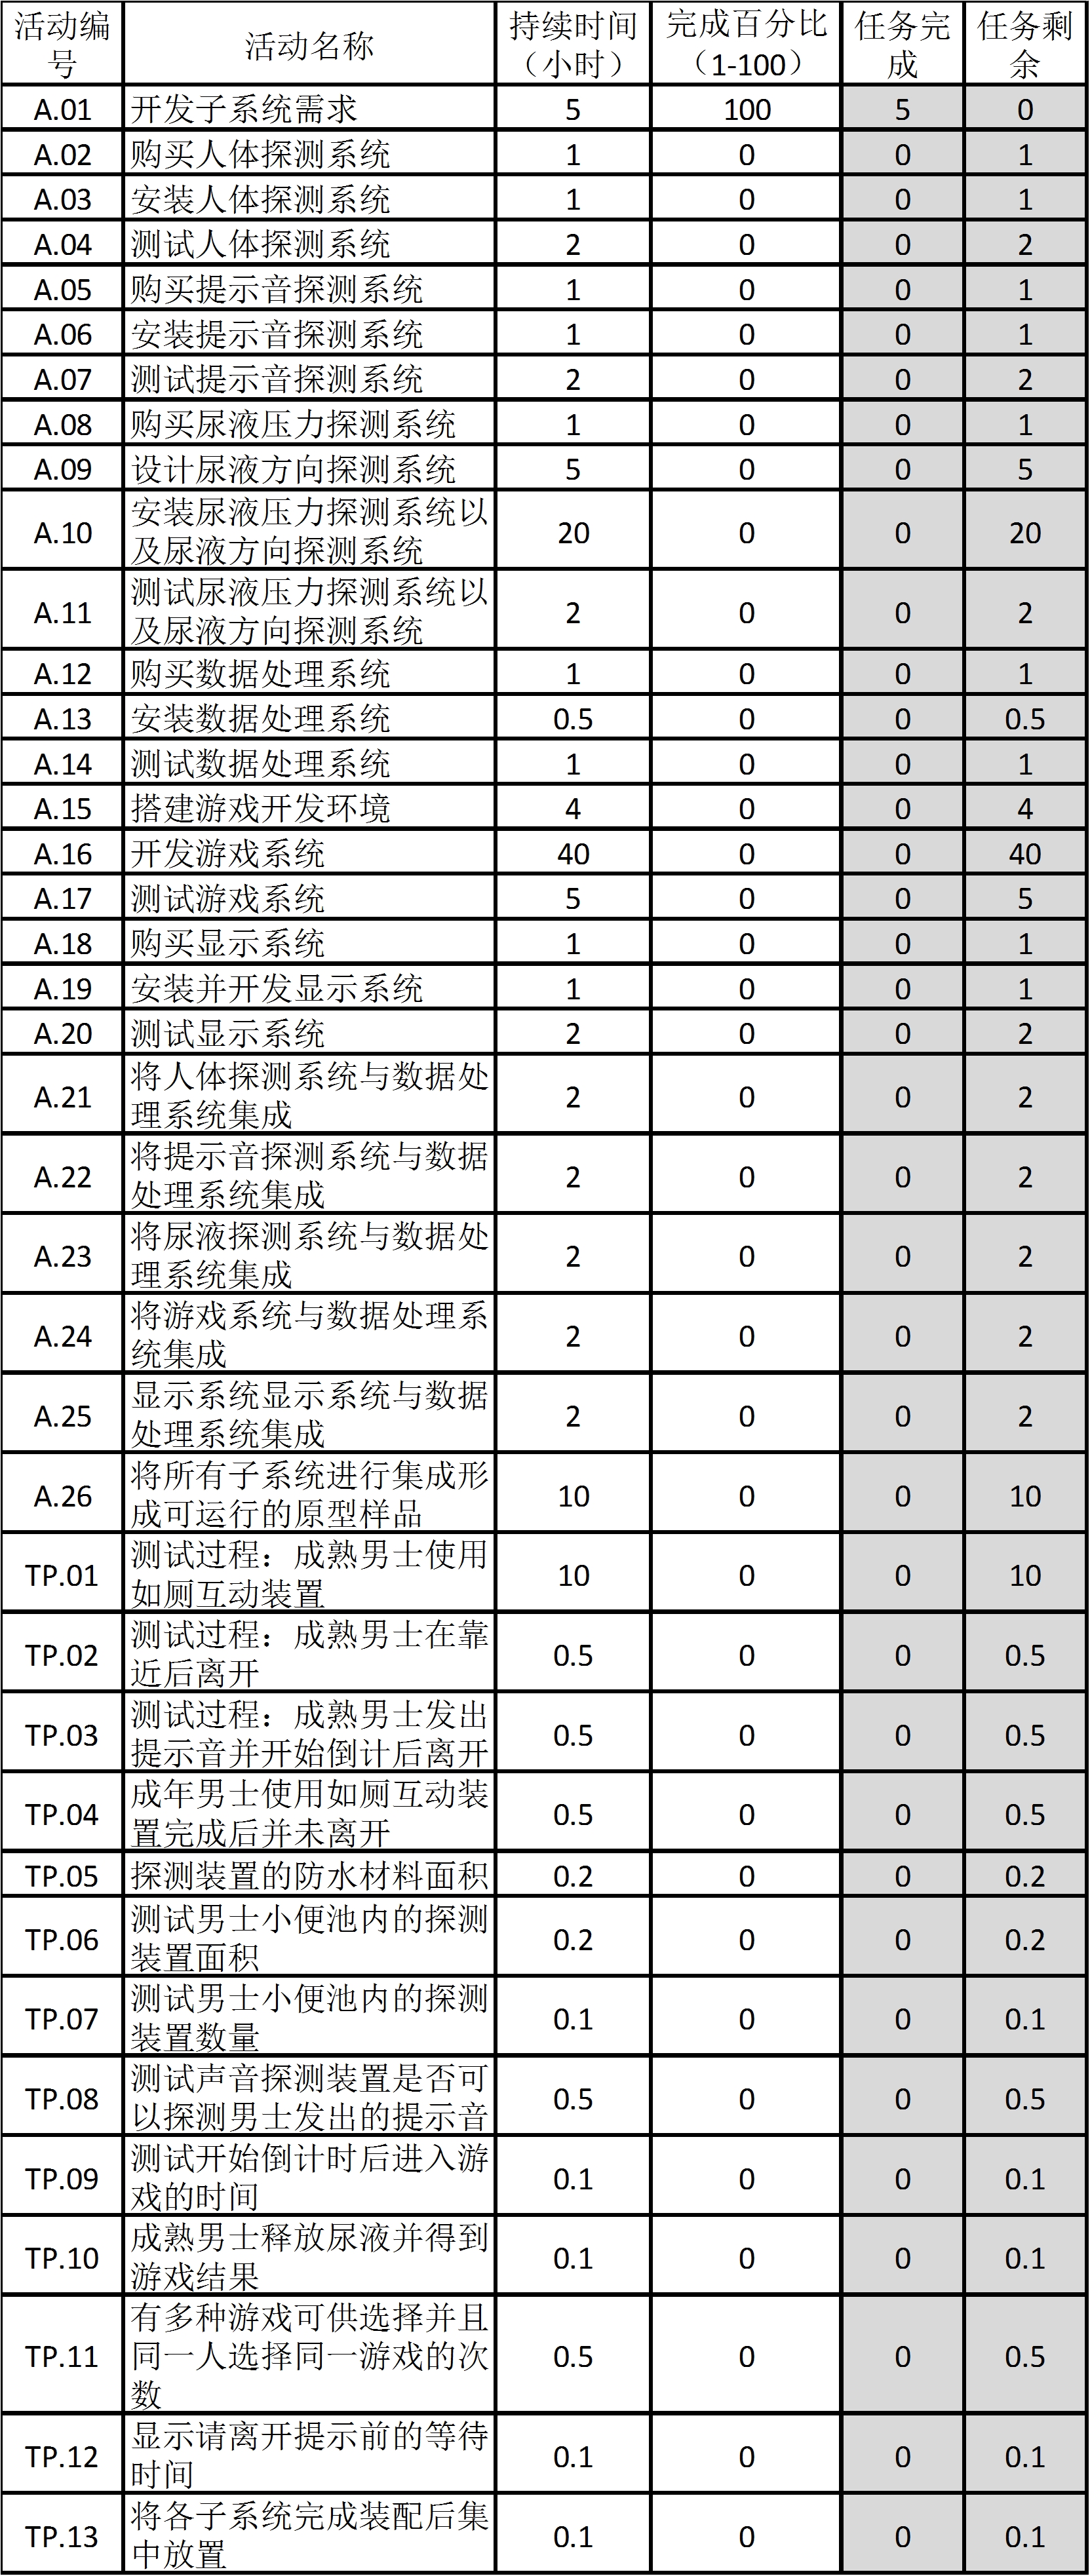 活动编号 活动名称 持续时间（小时） 完成百分比（1-100） 任务完成 任务剩余
A.01 开发子系统需求 5 100 5 0
A.02 购买人体探测系统 1 0 0 1
A.03 安装人体探测系统 1 0 0 1
A.04 测试人体探测系统 2 0 0 2
A.05 购买提示音探测系统 1 0 0 1
A.06 安装提示音探测系统 1 0 0 1
A.07 测试提示音探测系统 2 0 0 2
A.08 购买尿液压力探测系统 1 0 0 1
A.09 设计尿液方向探测系统 5 0 0 5
A.10 安装尿液压力探测系统以及尿液方向探测系统 20 0 0 20
A.11 测试尿液压力探测系统以及尿液方向探测系统 2 0 0 2
A.12 购买数据处理系统 1 0 0 1
A.13 安装数据处理系统 0.5 0 0 0.5
A.14 测试数据处理系统 1 0 0 1
A.15 搭建游戏开发环境 4 0 0 4
A.16 开发游戏系统 40 0 0 40
A.17 测试游戏系统 5 0 0 5
A.18 购买显示系统 1 0 0 1
A.19 安装并开发显示系统 1 0 0 1
A.20 测试显示系统 2 0 0 2
A.21 将人体探测系统与数据处理系统集成 2 0 0 2
A.22 将提示音探测系统与数据处理系统集成 2 0 0 2
A.23 将尿液探测系统与数据处理系统集成 2 0 0 2
A.24 将游戏系统与数据处理系统集成 2 0 0 2
A.25 显示系统显示系统与数据处理系统集成 2 0 0 2
A.26 将所有子系统进行集成形成可运行的原型样品 10 0 0 10
TP.01 测试过程：成熟男士使用如厕互动装置 10 0 0 10
TP.02 测试过程：成熟男士在靠近后离开 0.5 0 0 0.5
TP.03 测试过程：成熟男士发出提示音并开始倒计后离开 0.5 0 0 0.5
TP.04 成年男士使用如厕互动装置完成后并未离开 0.5 0 0 0.5
TP.05 探测装置的防水材料面积 0.2 0 0 0.2
TP.06 测试男士小便池内的探测装置面积 0.2 0 0 0.2
TP.07 测试男士小便池内的探测装置数量 0.1 0 0 0.1
TP.08 测试声音探测装置是否可以探测男士发出的提示音 0.5 0 0 0.5
TP.09 测试开始倒计时后进入游戏的时间 0.1 0 0 0.1
TP.10 成熟男士释放尿液并得到游戏结果 0.1 0 0 0.1
TP.11 有多种游戏可供选择并且同一人选择同一游戏的次数 0.5 0 0 0.5
TP.12 显示请离开提示前的等待时间 0.1 0 0 0.1
TP.13 将各子系统完成装配后集中放置 0.1 0 0 0.1